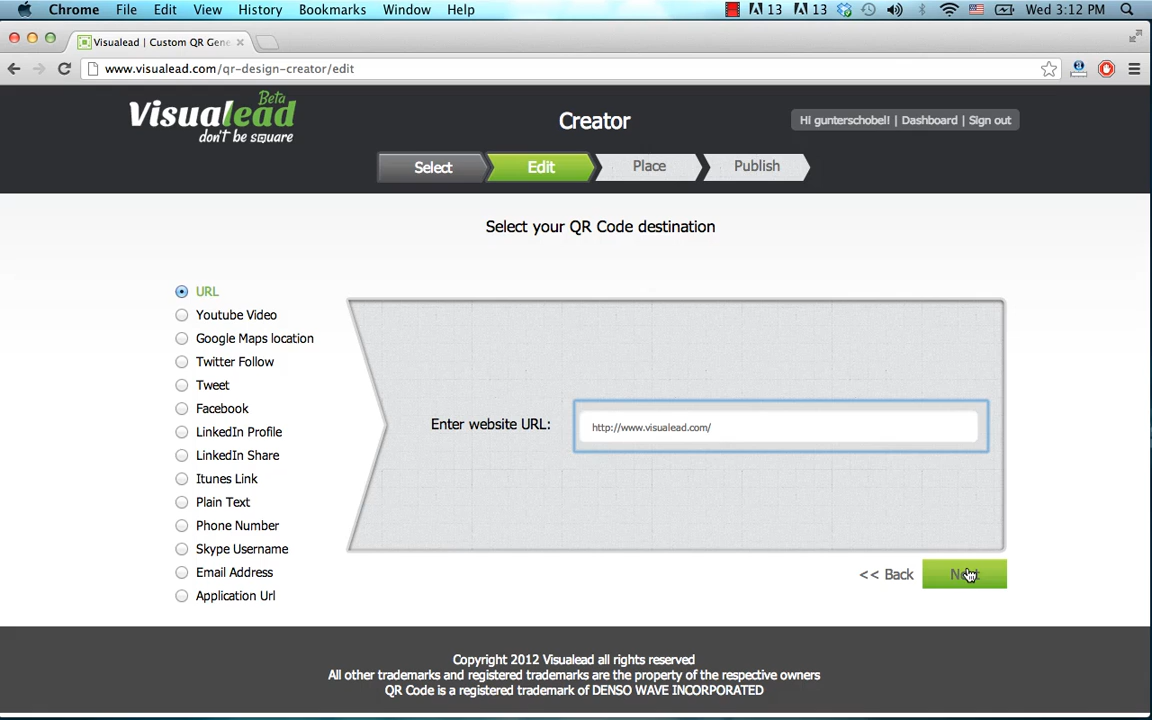 Chrome File Edit View History Bookmarks Window Help 13 13 Wed 3:12 PM
Visualead | Custom QR Gene
www.visualead.com/qr-design-creator/edit
Beta
Visualead
don't be square
Creator
Hi gunterschobel! | Dashboard | Sign out
Select Edit Place Publish
Select your QR Code destination
URL
Youtube Video
Google Maps location
Twitter Follow
Tweet
Facebook
LinkedIn Profile
LinkedIn Share
Itunes Link
Plain Text
Phone Number
Skype Username
Email Address
Application Url
Enter website URL: http://www.visualead.com/
<< Back Next
Copyright 2012 Visualead all rights reserved
All other trademarks and registered trademarks are the property of the respective owners
QR Code is a registered trademark of DENSO WAVE INCORPORATED